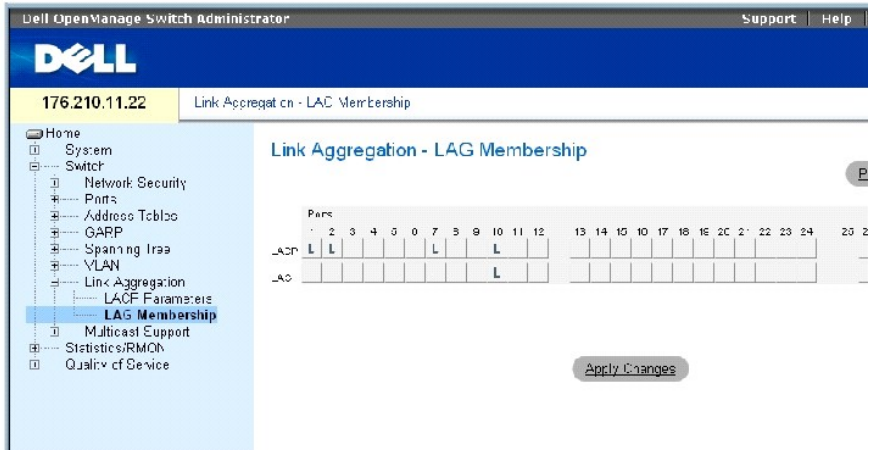 Dell OpenManage Switch Administrator Support Help
DELL
176.210.11.22 Link Aggregation - LAG Membership
Home
System
Switch
Network Security
Ports
Address Tables
GARP
Spanning Tree
VLAN
Link Aggregation
LACP Parameters
LAG Membership
Multicast Support
Statistics/RMON
Quality of Service
Link Aggregation - LAG Membership
P
Ports
1 2 3 4 5 6 7 8 9 10 11 12 13 14 15 16 17 18 19 20 21 22 23 24 25 2
LACP L L L L
LAG L
Apply Changes